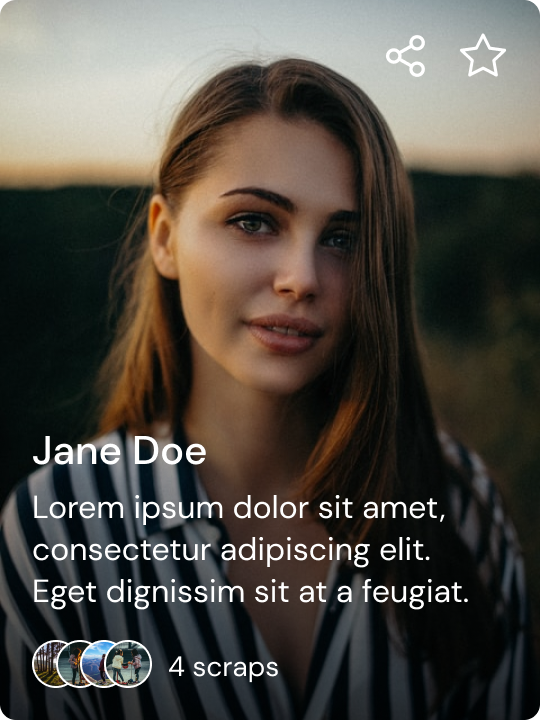 Jane Doe
Lorem ipsum dolor sit amet,
consectetur adipiscing elit.
Eget dignissim sit at a feugiat.
4 scraps